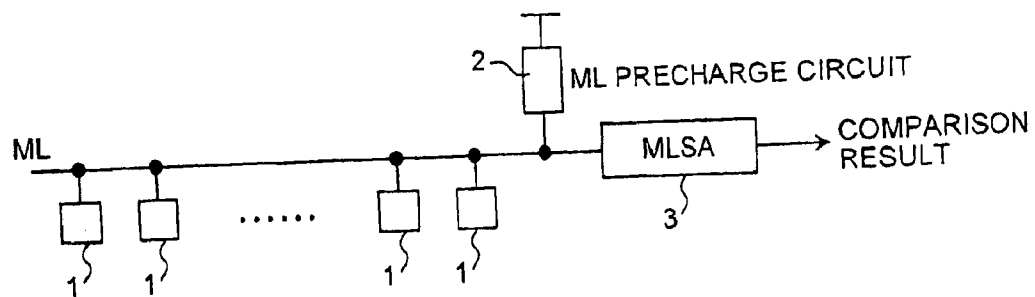 2
ML PRECHARGE CIRCUIT
ML
MLSA
COMPARISON
RESULT
3
1
1
1
1